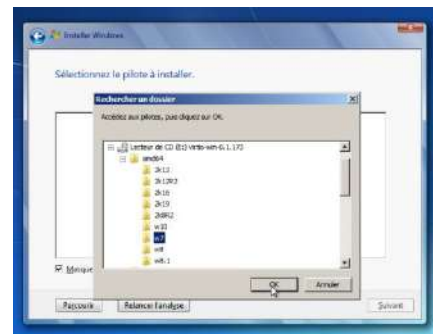 Installer Windows
Sélectionnez le pilote à installer.
Rechercher un dossier
Accédez aux pilotes, puis cliquez sur OK.
Lecteur de CD (E:) virtio-win-0.1.173
amd64
2k12
2k12R2
2k16
2k19
2k8R2
w10
w7
w8
w8.1
OK
Annuler
Masque
Parcourir
Relancer l'analyse
Suivant